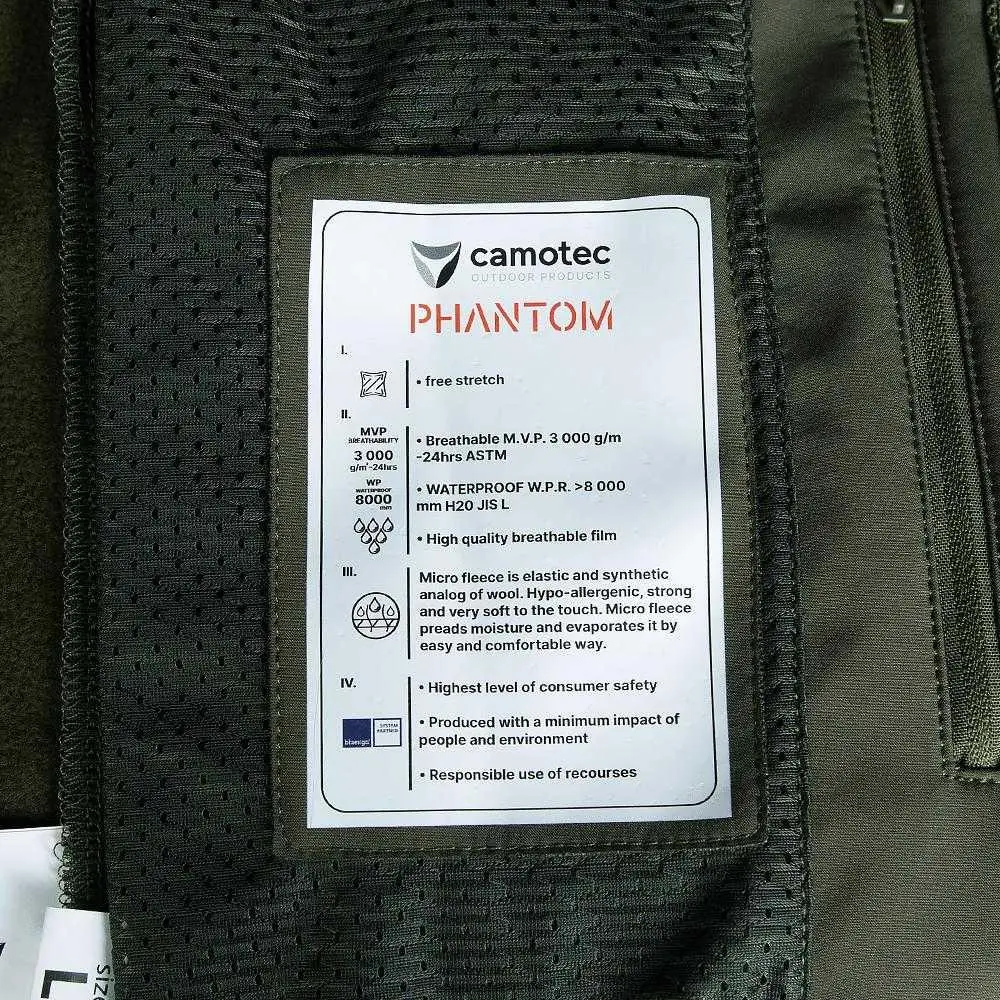 camotec
OUTDOOR PRODUCTS
PHANTOM
I.
• free stretch
II.
MVP
BREATHABILITY
3 000
g/m²-24hrs
• Breathable M.V.P. 3 000 g/m
-24hrs ASTM
WP
WATERPROOF
8000
mm
• WATERPROOF W.P.R. >8 000
mm H20 JIS L
• High quality breathable film
III.
Micro fleece is elastic and synthetic
analog of wool. Hypo-allergenic, strong
and very soft to the touch. Micro fleece
preads moisture and evaporates it by
easy and comfortable way.
IV.
• Highest level of consumer safety
bluesign
SYSTEM
PARTNER
• Produced with a minimum impact of
people and environment
• Responsible use of recourses
size
L